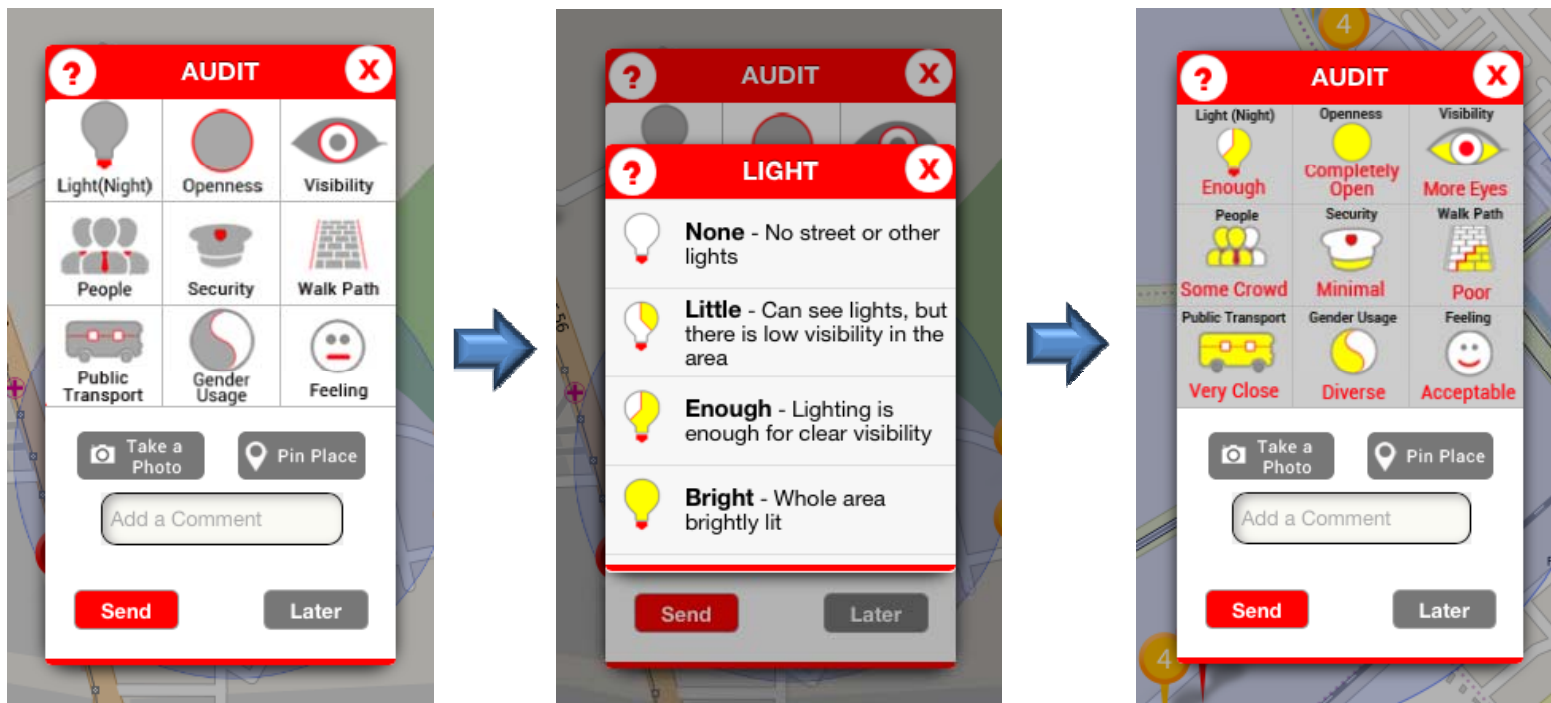 ?
AUDIT
X
Light(Night)
Openness
Visibility
People
Security
Walk Path
Public
Transport
Gender
Usage
Feeling
Take a
Photo
Pin Place
Add a Comment
Send
Later
?
AUDIT
X
?
LIGHT
X
None - No street or other
lights
Little - Can see lights, but
there is low visibility in the
area
Enough - Lighting is
enough for clear visibility
Bright - Whole area
brightly lit
Send
Later
4
?
AUDIT
X
Light (Night)
Openness
Visibility
Enough
Completely
Open
More Eyes
People
Security
Walk Path
Some Crowd
Minimal
Poor
Public Transport
Gender Usage
Feeling
Very Close
Diverse
Acceptable
Take a
Photo
Pin Place
Add a Comment
Send
Later
4